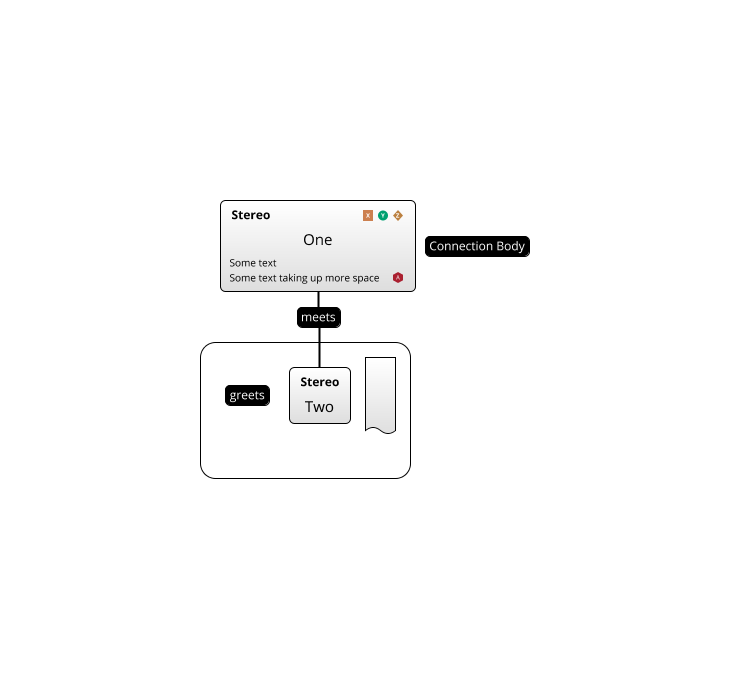 Stereo
X Y Z
One
Connection Body
Some text
Some text taking up more space
A
meets
Stereo
greets
Two